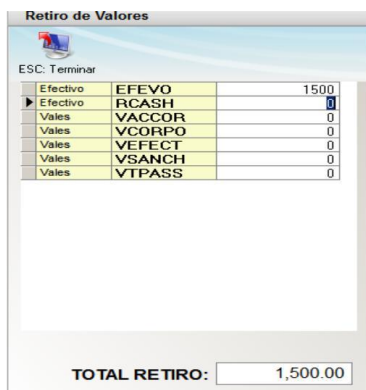 Retiro de Valores
ESC: Terminar
Efectivo EFEVO 1500
Efectivo RCASH 0
Vales VACCOR 0
Vales VCORPO 0
Vales VEFECT 0
Vales VSANCH 0
Vales VTPASS 0
TOTAL RETIRO: 1,500.00